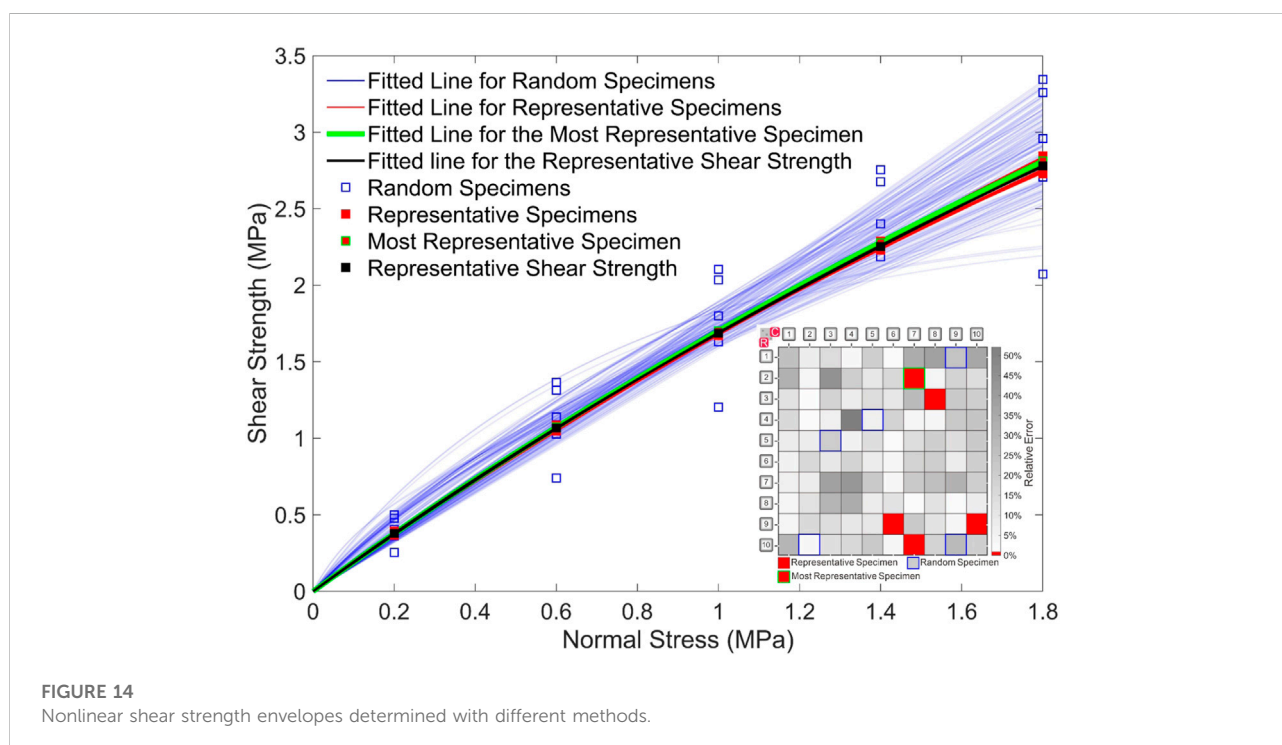 3.5
3
2.5
2
1.5
1
0.5
0
Shear Strength (MPa)
Fitted Line for Random Specimens
Fitted Line for Representative Specimens
Fitted Line for the Most Representative Specimen
Fitted line for the Representative Shear Strength
Random Specimens
Representative Specimens
Most Representative Specimen
Representative Shear Strength
C
R
1 2 3 4 5 6 7 8 9 10
1
2
3
4
5
6
7
8
9
10
50%
45%
40%
35%
30%
25%
20%
15%
10%
5%
0%
Relative Error
Representative Specimen Random Specimen
Most Representative Specimen
0 0.2 0.4 0.6 0.8 1 1.2 1.4 1.6 1.8
Normal Stress (MPa)
FIGURE 14
Nonlinear shear strength envelopes determined with different methods.